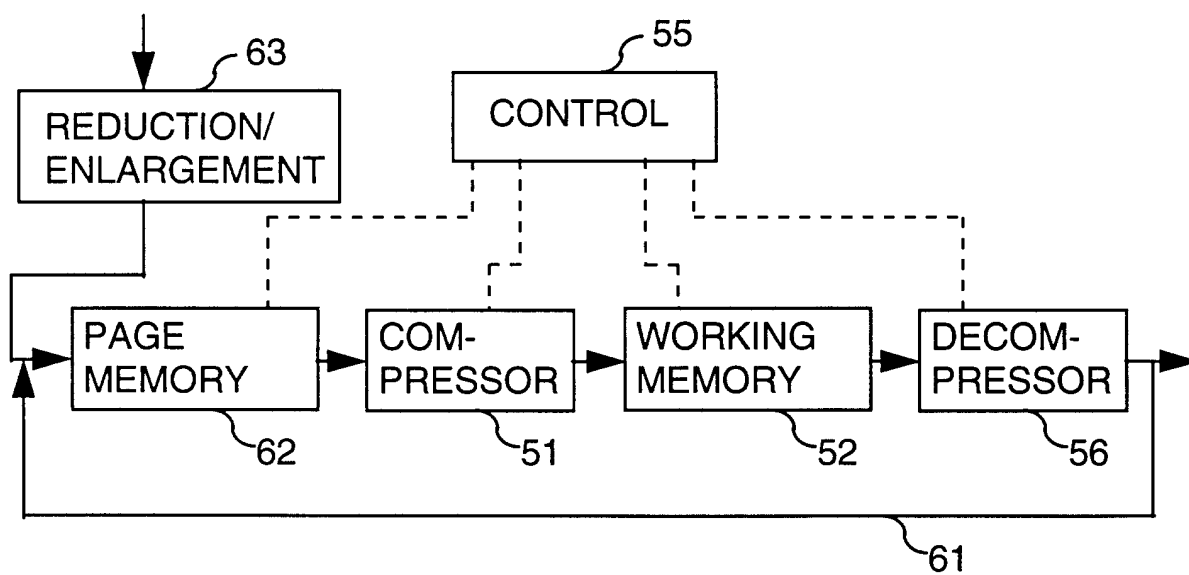 63
55
REDUCTION/
ENLARGEMENT
CONTROL
PAGE
MEMORY
COM-
PRESSOR
WORKING
MEMORY
DECOM-
PRESSOR
62
51
52
56
61